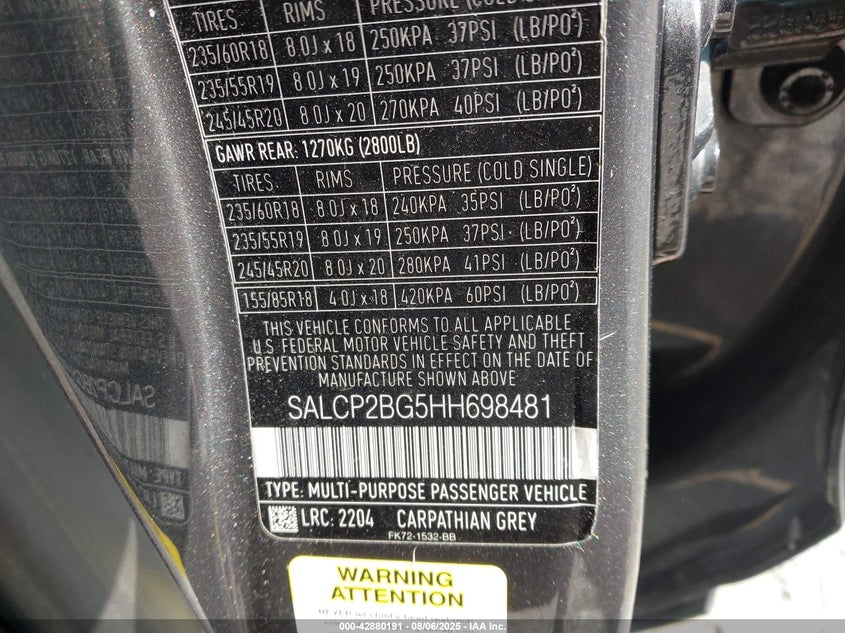 TIRES RIMS PRESSURE (COLD
235/60R18 8.0J x 18 250KPA 37PSI (LB/PO²)
235/55R19 8.0J x 19 250KPA 37PSI (LB/PO²)
245/45R20 8.0J x 20 270KPA 40PSI (LB/PO²)
GAWR REAR: 1270KG (2800LB)
TIRES RIMS PRESSURE (COLD SINGLE)
235/60R18 8.0J x 18 240KPA 35PSI (LB/PO²)
235/55R19 8.0J x 19 250KPA 37PSI (LB/PO²)
245/45R20 8.0J x 20 280KPA 41PSI (LB/PO²)
155/85R18 4.0J x 18 420KPA 60PSI (LB/PO²)
THIS VEHICLE CONFORMS TO ALL APPLICABLE
U.S. FEDERAL MOTOR VEHICLE SAFETY AND THEFT
PREVENTION STANDARDS IN EFFECT ON THE DATE OF
MANUFACTURE SHOWN ABOVE
SALCP2BG5HH698481
TYPE: MULTI-PURPOSE PASSENGER VEHICLE
LRC: 2204 CARPATHIAN GREY
FK72-1532-BB
WARNING
ATTENTION
000-42880191 - 08/06/2025 - IAA Inc.